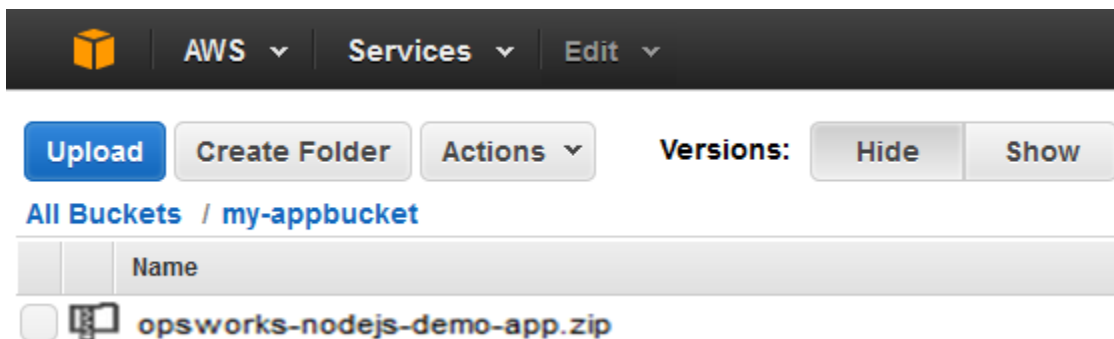 AWS Services Edit
Upload Create Folder Actions Versions: Hide Show
All Buckets / my-appbucket
Name
opsworks-nodejs-demo-app.zip